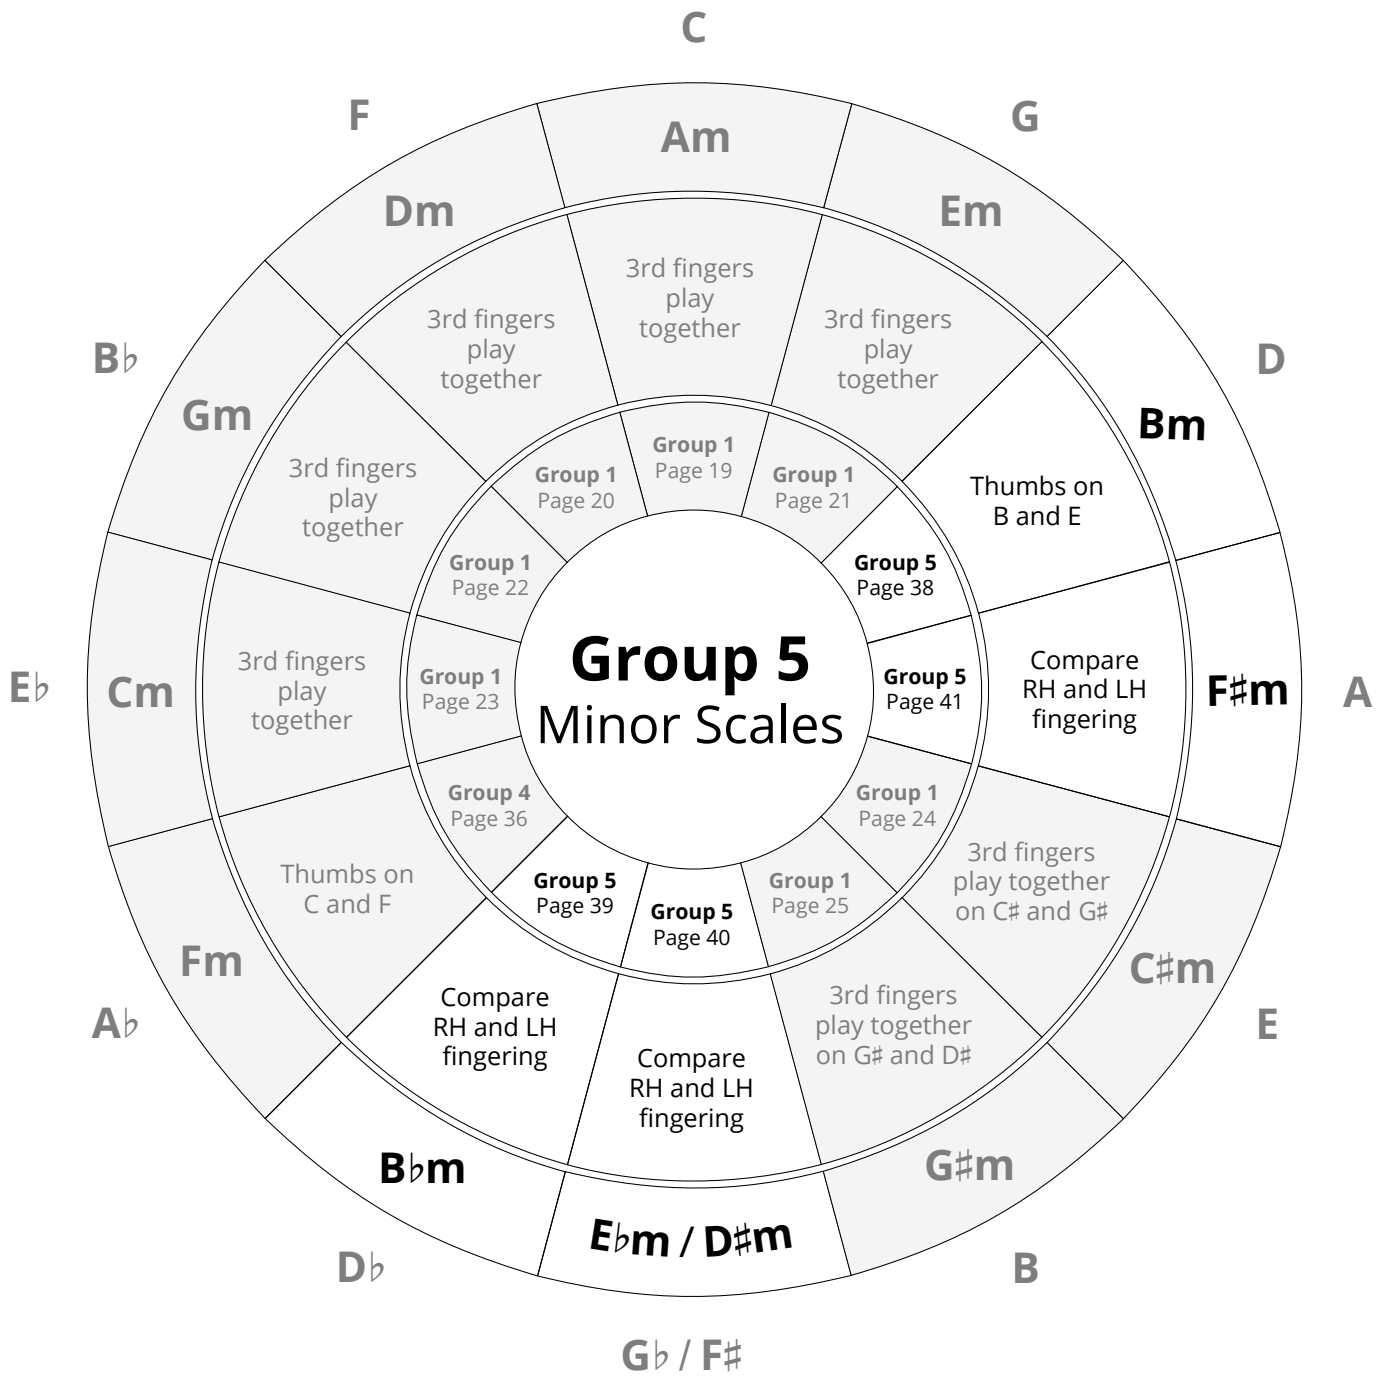 C
G
D
A
E
B
G♭ / F♯
D♭
A♭
E♭
B♭
F
Am
Em
Bm
F♯m
C♯m
G♯m
E♭m / D♯m
B♭m
Fm
Cm
Gm
Dm
3rd fingers
play
together
3rd fingers
play
together
Thumbs on
B and E
Compare
RH and LH
fingering
3rd fingers
play together
on C♯ and G♯
3rd fingers
play together
on G♯ and D♯
Compare
RH and LH
fingering
Compare
RH and LH
fingering
Thumbs on
C and F
3rd fingers
play
together
3rd fingers
play
together
3rd fingers
play
together
Group 1
Page 19
Group 1
Page 21
Group 5
Page 38
Group 5
Page 41
Group 1
Page 24
Group 1
Page 25
Group 5
Page 40
Group 5
Page 39
Group 4
Page 36
Group 1
Page 23
Group 1
Page 22
Group 1
Page 20
Group 5
Minor Scales